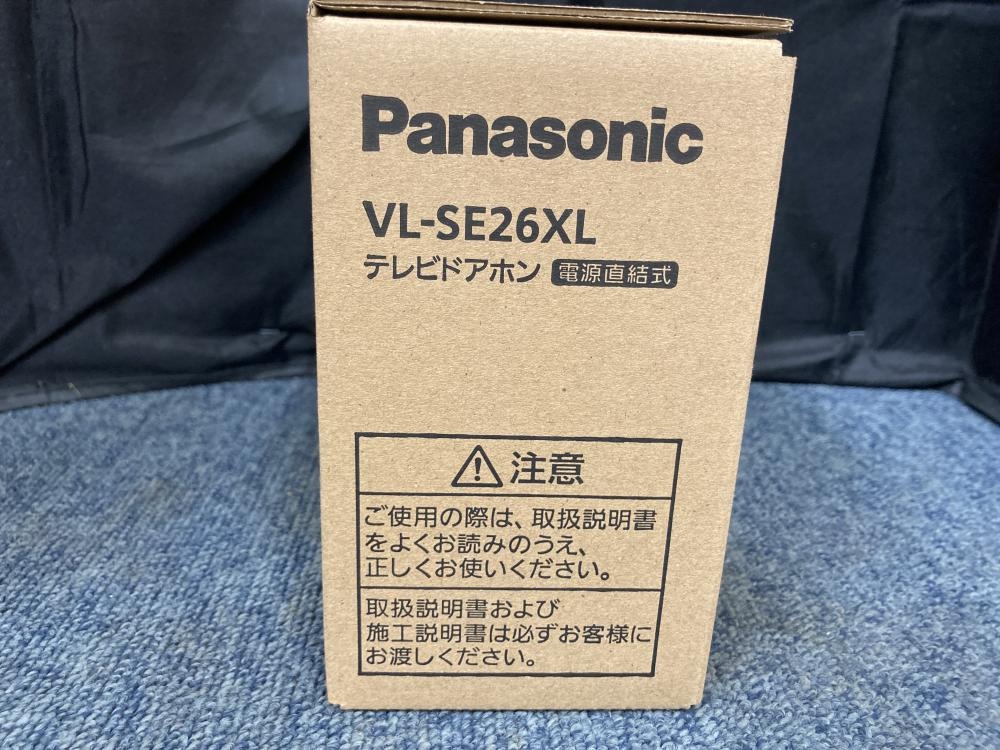 Panasonic
VL-SE26XL
テレビドアホン 電源直結式
注意
ご使用の際は、取扱説明書
をよくお読みのうえ、
正しくお使いください。
取扱説明書および
施工説明書は必ずお客様に
お渡しください。